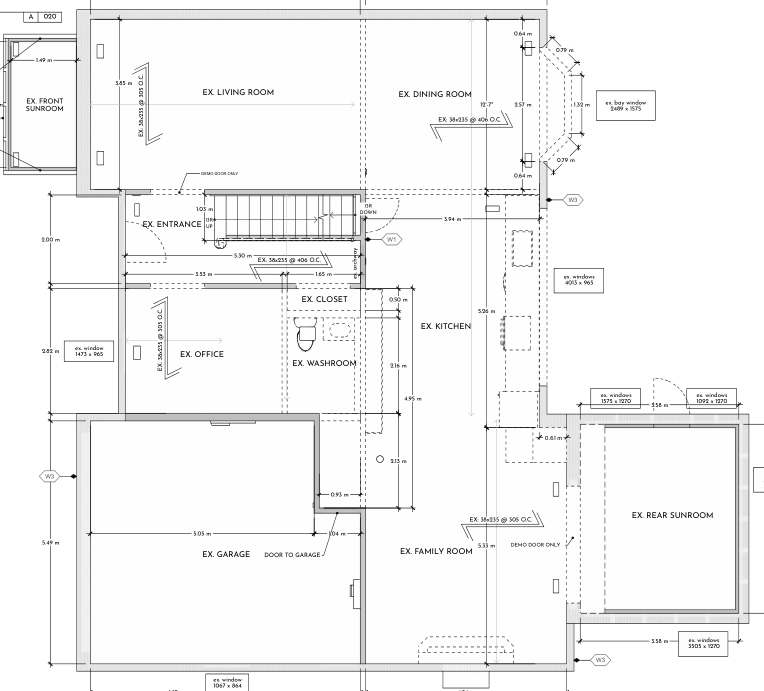 A 020
0.64 m
0.79 m
1.49 m
3.85 m
EX: 38x235 @ 305 O.C.
EX. LIVING ROOM
EX. DINING ROOM
12'-7"
2.57 m
1.32 m
ex. bay window
2489 x 1575
EX. FRONT
SUNROOM
EX: 38x235 @ 406 O.C.
0.79 m
0.64 m
DEMO DOOR ONLY
W3
1.03 m
GR
UP
GR
DOWN
3.94 m
EX. ENTRANCE
2.00 m
W1
5.30 m
EX: 38x235 @ 406 O.C.
ex. archway
3.53 m
1.65 m
ex. windows
4013 x 965
EX. CLOSET
0.50 m
5.26 m
EX. KITCHEN
EX: 38x235 @ 305 O.C.
ex. window
1473 x 965
2.82 m
EX. OFFICE
EX. WASHROOM
2.16 m
4.95 m
ex. windows
1575 x 1270
3.58 m
ex. windows
1092 x 1270
0.61 m
2.13 m
W3
0.93 m
EX. REAR SUNROOM
EX: 38x235 @ 305 O.C.
5.05 m
1.04 m
5.49 m
EX. GARAGE
DOOR TO GARAGE
EX. FAMILY ROOM
5.33 m
DEMO DOOR ONLY
3.58 m
ex. windows
3505 x 1270
W3
ex. window
1067 x 864